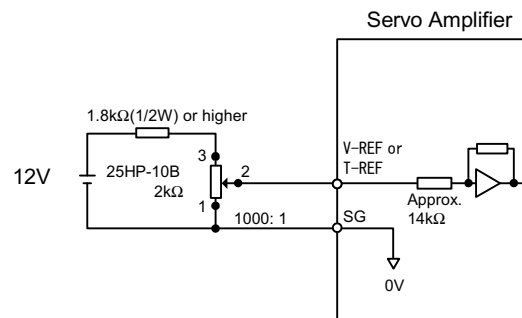 Servo Amplifier
1.8kΩ(1/2W) or higher
V-REF or
T-REF
3
12V
25HP-10B
2kΩ
2
1
Approx.
14kΩ
1000: 1
SG
0V